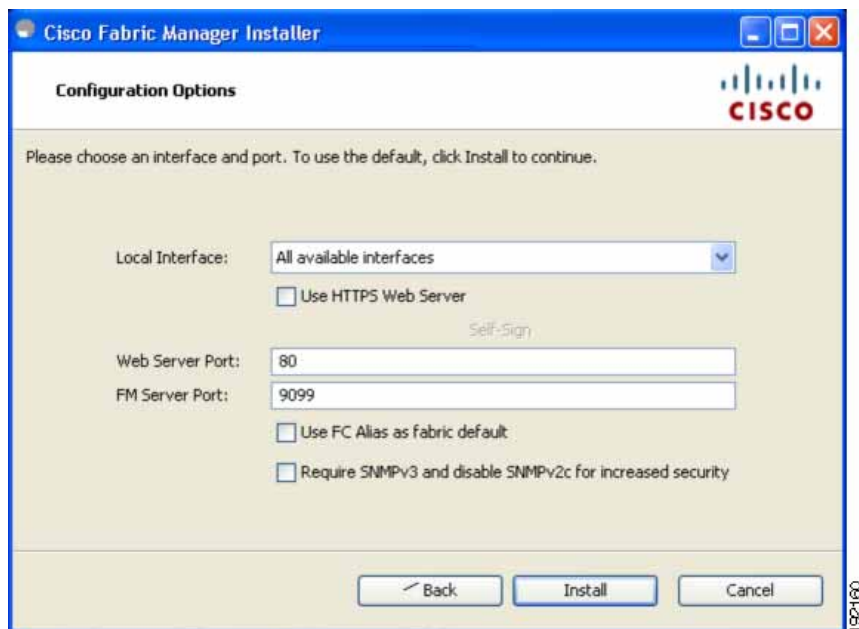 Cisco Fabric Manager Installer
Configuration Options
CISCO
Please choose an interface and port. To use the default, click Install to continue.
Local Interface: All available interfaces
Use HTTPS Web Server
Self-Sign
Web Server Port: 80
FM Server Port: 9099
Use FC Alias as fabric default
Require SNMPv3 and disable SNMPv2c for increased security
Back Install Cancel
192160